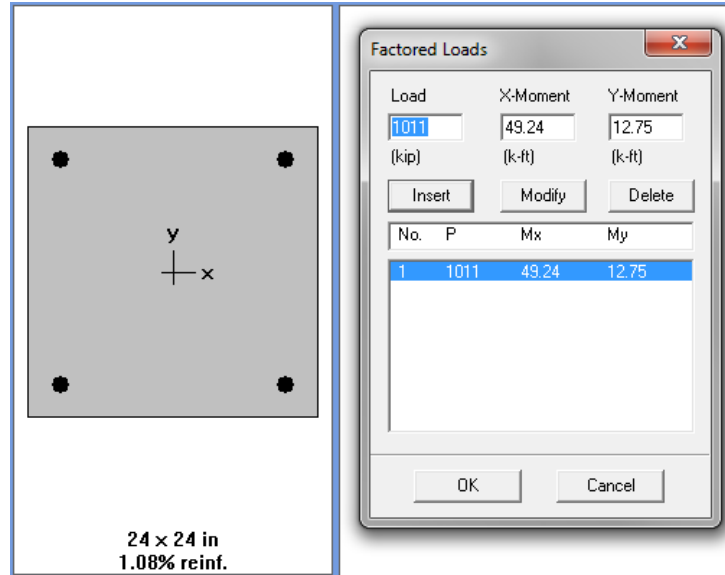 y
x
24 x 24 in
1.08% reinf.
Factored Loads
Load X-Moment Y-Moment
1011 49.24 12.75
(kip) (k-ft) (k-ft)
Insert Modify Delete
No. P Mx My
1 1011 49.24 12.75
OK Cancel